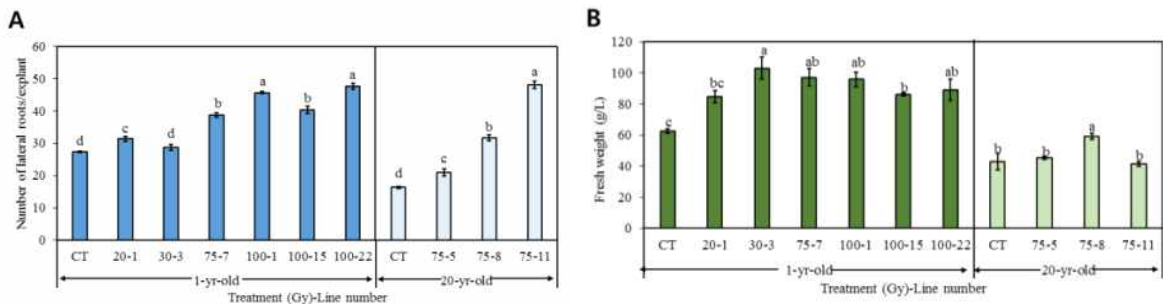 A
Number of lateral roots/explant
60
50
40
30
20
10
0
d
c
d
b
a
b
a
d
c
b
a
CT 20-1 30-3 75-7 100-1 100-15 100-22 CT 75-5 75-8 75-11
1-yr-old 20-yr-old
Treatment (Gy)-Line number
B
Fresh weight (g/L)
120
100
80
60
40
20
0
c
bc
a
ab
ab
b
ab
b
b
a
b
CT 20-1 30-3 75-7 100-1 100-15 100-22 CT 75-5 75-8 75-11
1-yr-old 20-yr-old
Treatment (Gy)-Line number